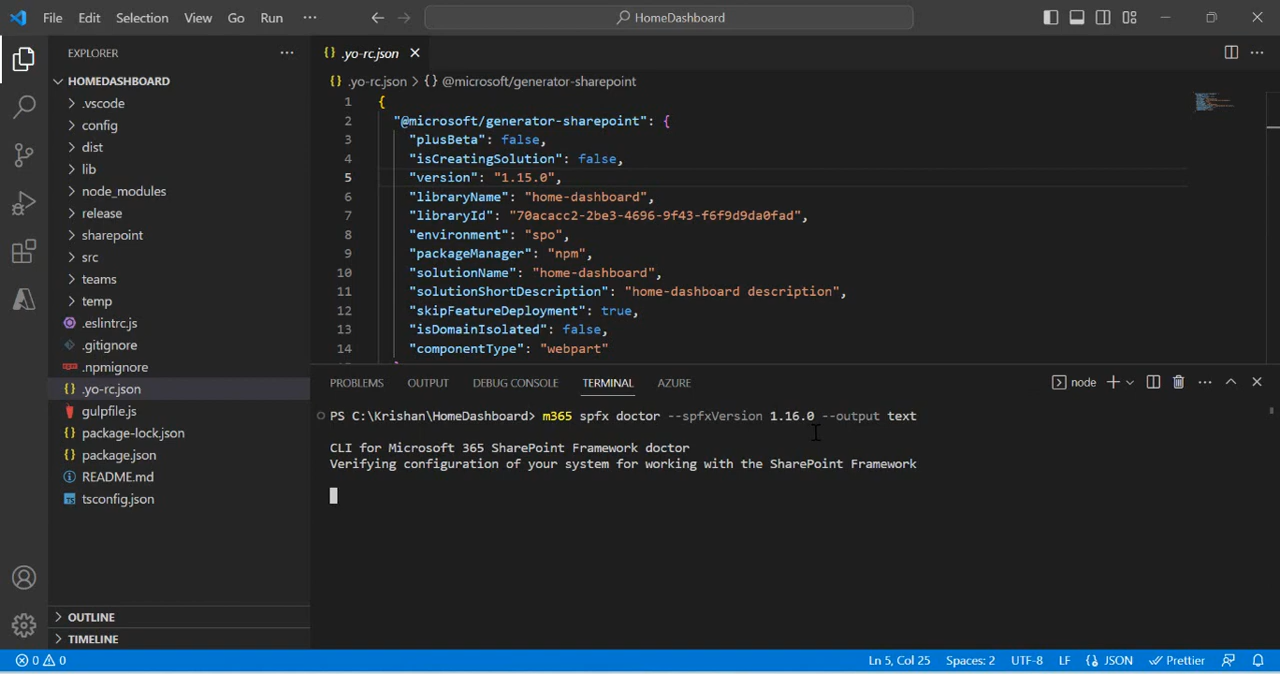 File Edit Selection View Go Run ··· HomeDashboard
EXPLORER ···
HOMEDASHBOARD
.vscode
config
dist
lib
node_modules
release
sharepoint
src
teams
temp
.eslintrc.js
.gitignore
.npmignore
.yo-rc.json
gulpfile.js
package-lock.json
package.json
README.md
tsconfig.json
OUTLINE
TIMELINE
{} .yo-rc.json
{} .yo-rc.json > {} @microsoft/generator-sharepoint
1 {
2 "@microsoft/generator-sharepoint": {
3 "plusBeta": false,
4 "isCreatingSolution": false,
5 "version": "1.15.0",
6 "libraryName": "home-dashboard",
7 "libraryId": "70acacc2-2be3-4696-9f43-f6f9d9da0fad",
8 "environment": "spo",
9 "packageManager": "npm",
10 "solutionName": "home-dashboard",
11 "solutionShortDescription": "home-dashboard description",
12 "skipFeatureDeployment": true,
13 "isDomainIsolated": false,
14 "componentType": "webpart"
PROBLEMS OUTPUT DEBUG CONSOLE TERMINAL AZURE node
PS C:\Krishan\HomeDashboard> m365 spfx doctor --spfxVersion 1.16.0 --output text
CLI for Microsoft 365 SharePoint Framework doctor
Verifying configuration of your system for working with the SharePoint Framework
0 0 Ln 5, Col 25 Spaces: 2 UTF-8 LF {} JSON Prettier